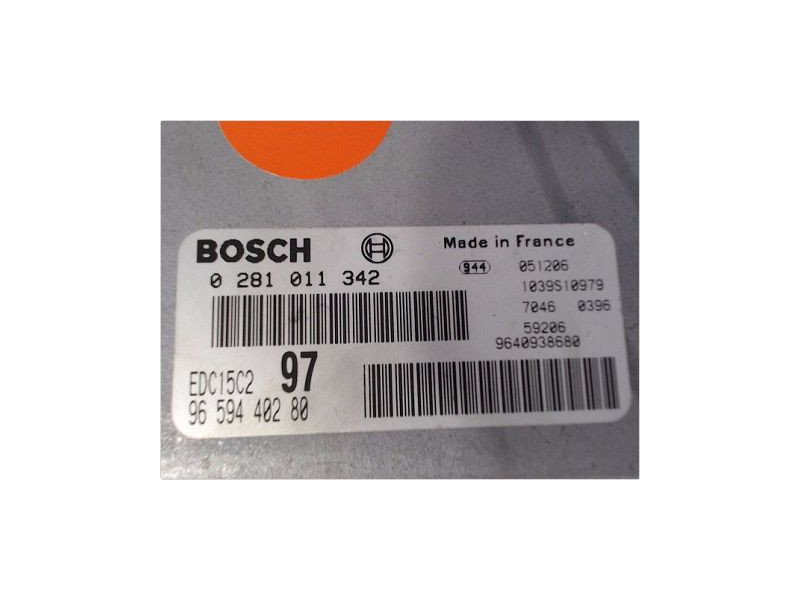 BOSCH
0 281 011 342
Made in France
944 051206
1039S10979
7046 0396
59206
9640938680
EDC15C2 97
96 594 402 80